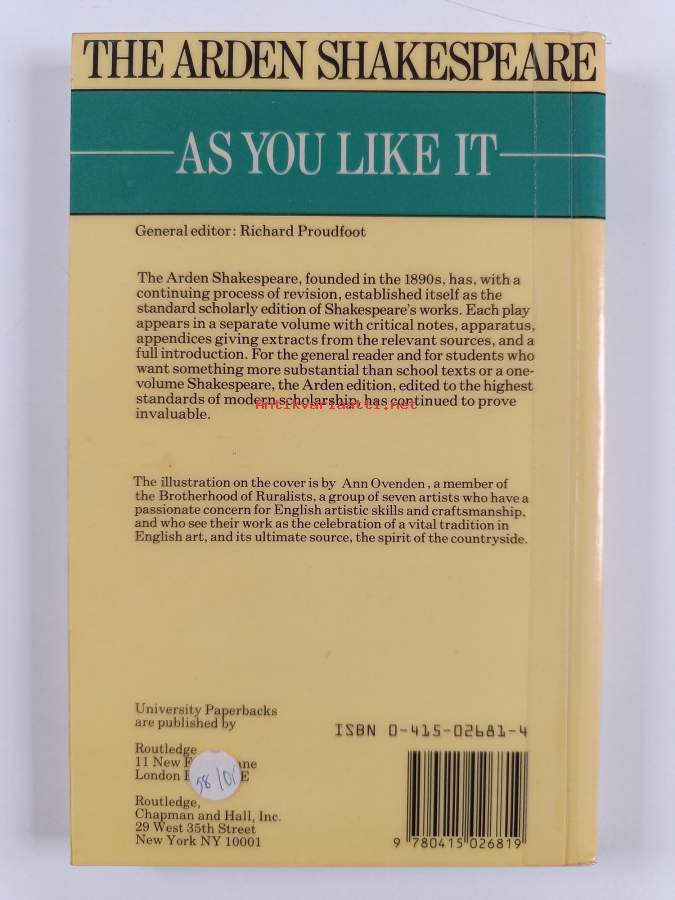 THE ARDEN SHAKESPEARE
AS YOU LIKE IT
General editor: Richard Proudfoot
The Arden Shakespeare, founded in the 1890s, has, with a
continuing process of revision, established itself as the
standard scholarly edition of Shakespeare's works. Each play
appears in a separate volume with critical notes, apparatus,
appendices giving extracts from the relevant sources, and a
full introduction. For the general reader and for students who
want something more substantial than school texts or a one-
volume Shakespeare, the Arden edition, edited to the highest
standards of modern scholarship, has continued to prove
Antikvariaatti.net
invaluable.
The illustration on the cover is by Ann Ovenden, a member of
the Brotherhood of Ruralists, a group of seven artists who have a
passionate concern for English artistic skills and craftsmanship,
and who see their work as the celebration of a vital tradition in
English art, and its ultimate source, the spirit of the countryside.
University Paperbacks
are published by
ISBN 0-415-02681-4
Routledge
11 New
London
58/01
Routledge,
Chapman and Hall, Inc.
29 West 35th Street
New York NY 10001
9 780415 026819